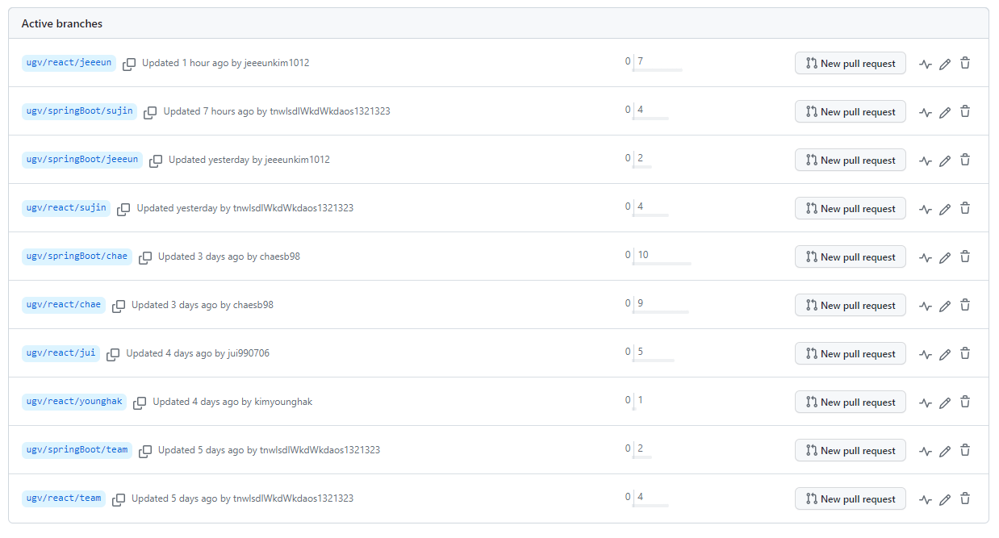 Active branches
ugv/react/jeeeun Updated 1 hour ago by jeeeunkim1012 0 7 New pull request
ugv/springBoot/sujin Updated 7 hours ago by tnwlsdlWkdWkdaos1321323 0 4 New pull request
ugv/springBoot/jeeeun Updated yesterday by jeeeunkim1012 0 2 New pull request
ugv/react/sujin Updated yesterday by tnwlsdlWkdWkdaos1321323 0 4 New pull request
ugv/springBoot/chae Updated 3 days ago by chaesb98 0 10 New pull request
ugv/react/chae Updated 3 days ago by chaesb98 0 9 New pull request
ugv/react/jui Updated 4 days ago by jui990706 0 5 New pull request
ugv/react/younghak Updated 4 days ago by kimyounghak 0 1 New pull request
ugv/springBoot/team Updated 5 days ago by tnwlsdlWkdWkdaos1321323 0 2 New pull request
ugv/react/team Updated 5 days ago by tnwlsdlWkdWkdaos1321323 0 4 New pull request